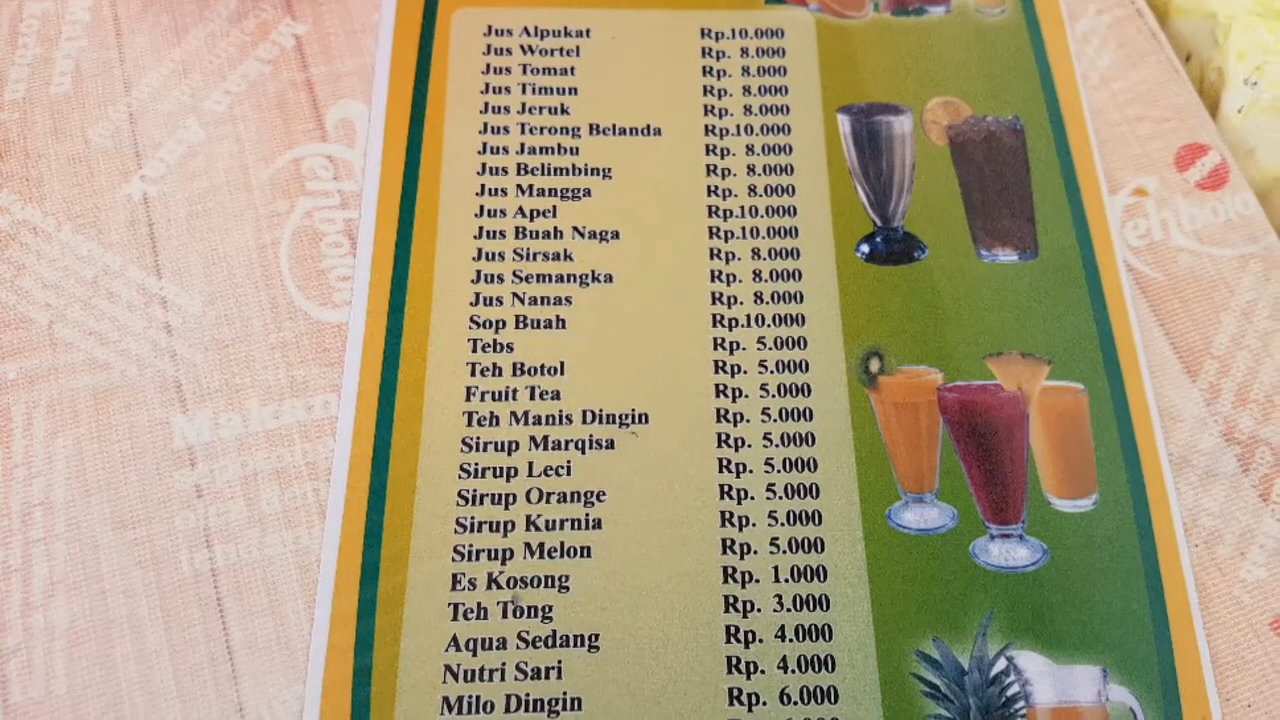 Jus Alpukat Rp.10.000
Jus Wortel Rp. 8.000
Jus Tomat Rp. 8.000
Jus Timun Rp. 8.000
Jus Jeruk Rp. 8.000
Jus Terong Belanda Rp.10.000
Jus Jambu Rp. 8.000
Jus Belimbing Rp. 8.000
Jus Mangga Rp. 8.000
Jus Apel Rp.10.000
Jus Buah Naga Rp.10.000
Jus Sirsak Rp. 8.000
Jus Semangka Rp. 8.000
Jus Nanas Rp. 8.000
Sop Buah Rp.10.000
Tebs Rp. 5.000
Teh Botol Rp. 5.000
Fruit Tea Rp. 5.000
Teh Manis Dingin Rp. 5.000
Sirup Marqisa Rp. 5.000
Sirup Leci Rp. 5.000
Sirup Orange Rp. 5.000
Sirup Kurnia Rp. 5.000
Sirup Melon Rp. 5.000
Es Kosong Rp. 1.000
Teh Tong Rp. 3.000
Aqua Sedang Rp. 4.000
Nutri Sari Rp. 4.000
Milo Dingin Rp. 6.000
Tehbotol
Tehbotol
Makan